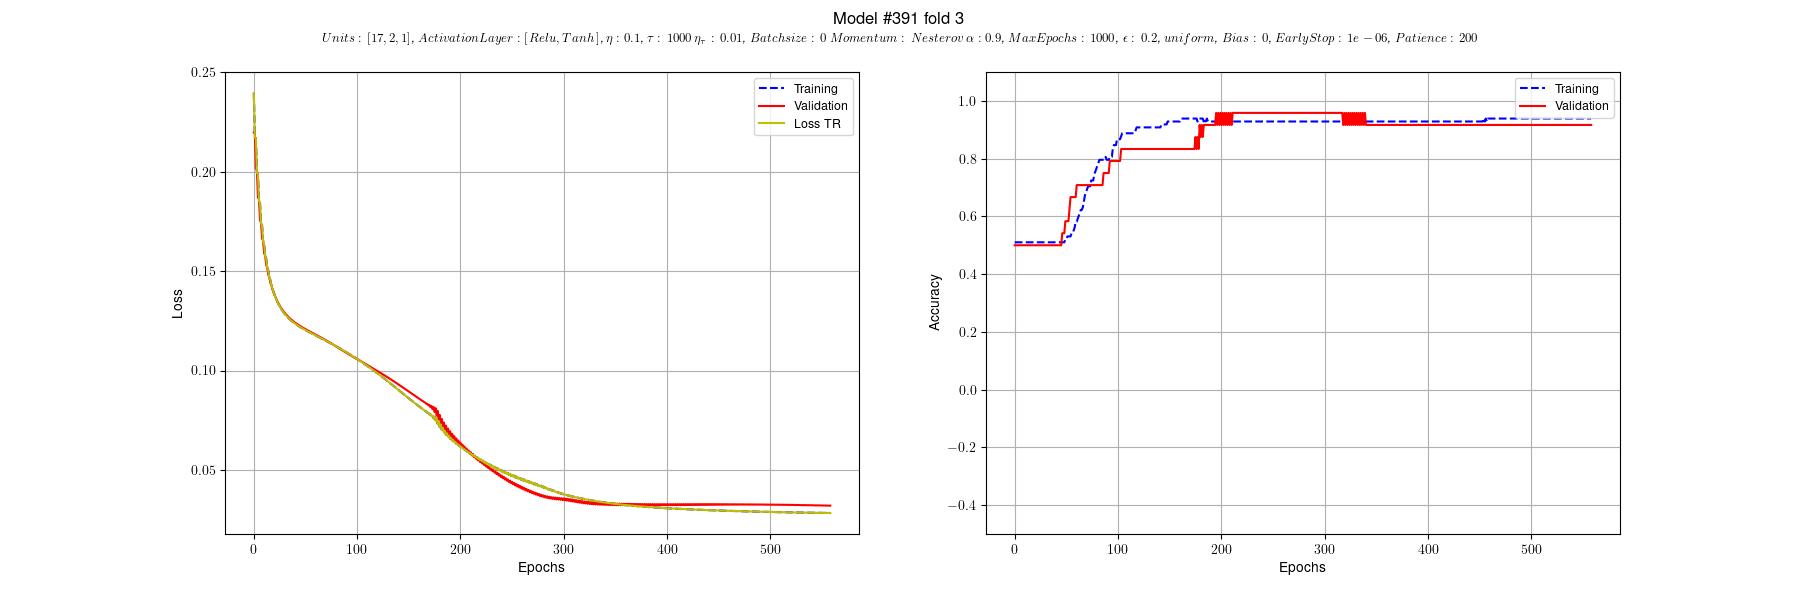 Model #391 fold 3
Units : [17, 2, 1], ActivationLayer : [Relu, Tanh], η : 0.1, τ : 1000 η_τ : 0.01, Batchsize : 0 Momentum : Nesterov α : 0.9, MaxEpochs : 1000, ϵ : 0.2, uniform, Bias : 0, EarlyStop : 1e − 06, Patience : 200
0.25
0.20
0.15
0.10
0.05
Loss
0 100 200 300 400 500
Epochs
Training
Validation
Loss TR
1.0
0.8
0.6
0.4
0.2
0.0
−0.2
−0.4
Accuracy
0 100 200 300 400 500
Epochs
Training
Validation